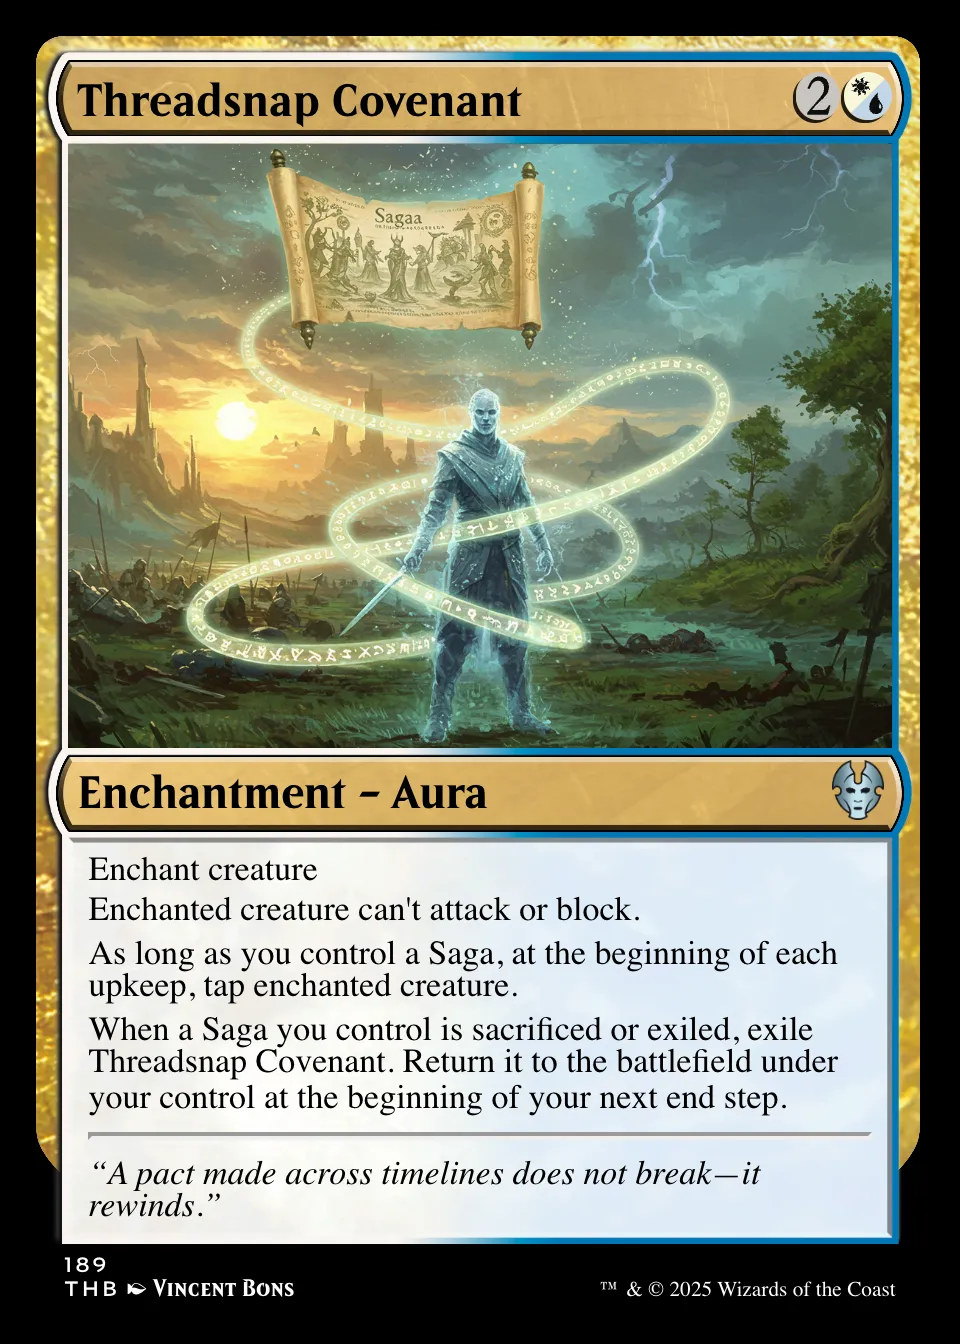 Threadsnap Covenant 2
Sagaa
Enchantment – Aura
Enchant creature
Enchanted creature can't attack or block.
As long as you control a Saga, at the beginning of each
upkeep, tap enchanted creature.
When a Saga you control is sacrificed or exiled, exile
Threadsnap Covenant. Return it to the battlefield under
your control at the beginning of your next end step.
“A pact made across timelines does not break—it
rewinds.”
189
THB Vincent Bons
™ & © 2025 Wizards of the Coast